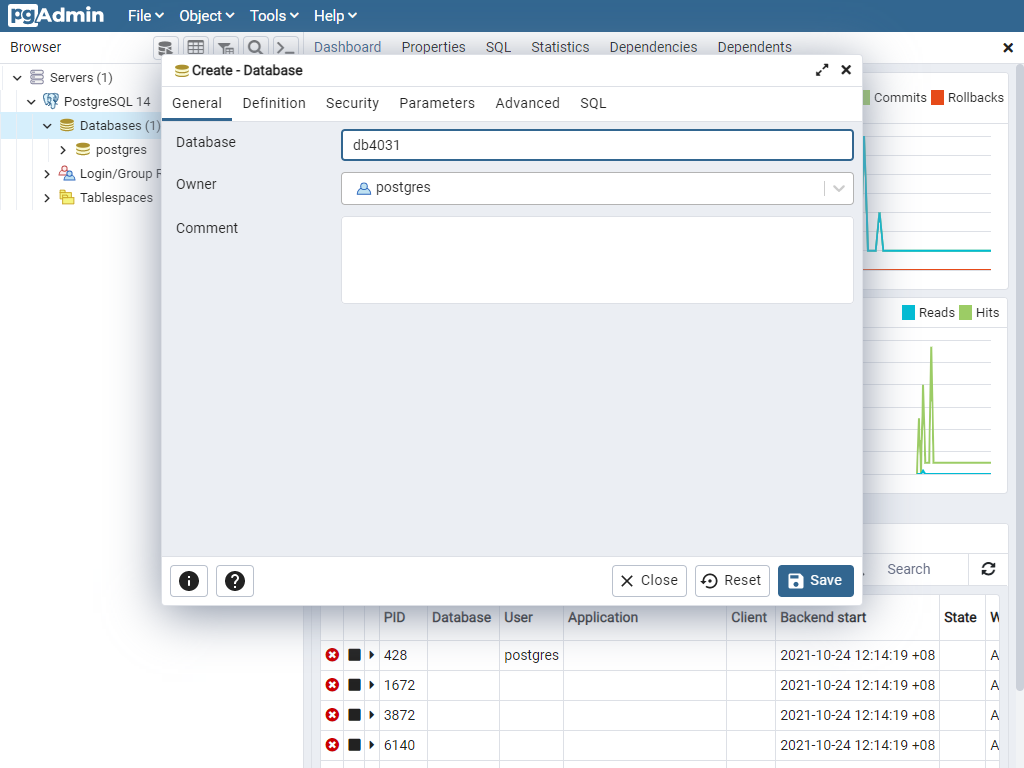 pgAdmin File Object Tools Help
Browser Dashboard Properties SQL Statistics Dependencies Dependents
Create - Database
General Definition Security Parameters Advanced SQL
Database db4031
Owner postgres
Comment
Close Reset Save
Servers (1)
PostgreSQL 14
Databases (1)
postgres
Login/Group
Tablespaces
Commits Rollbacks
Reads Hits
Search
PID Database User Application Client Backend start State W
428 postgres 2021-10-24 12:14:19 +08 A
1672 2021-10-24 12:14:19 +08 A
3872 2021-10-24 12:14:19 +08 A
6140 2021-10-24 12:14:19 +08 A